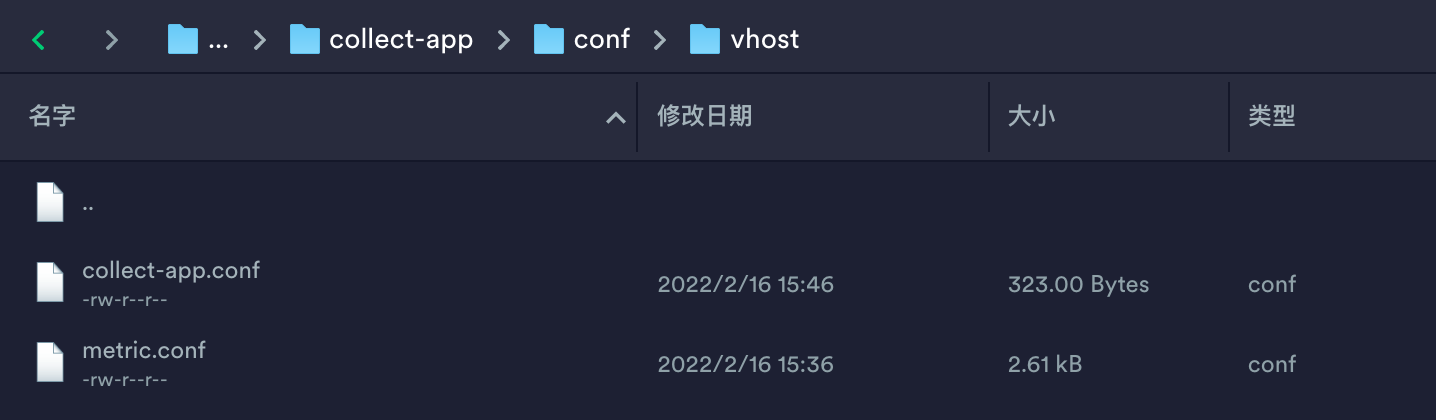 ... collect-app conf vhost
名字 修改日期 大小 类型
..
collect-app.conf 2022/2/16 15:46 323.00 Bytes conf
-rw-r--r--
metric.conf 2022/2/16 15:36 2.61 kB conf
-rw-r--r--